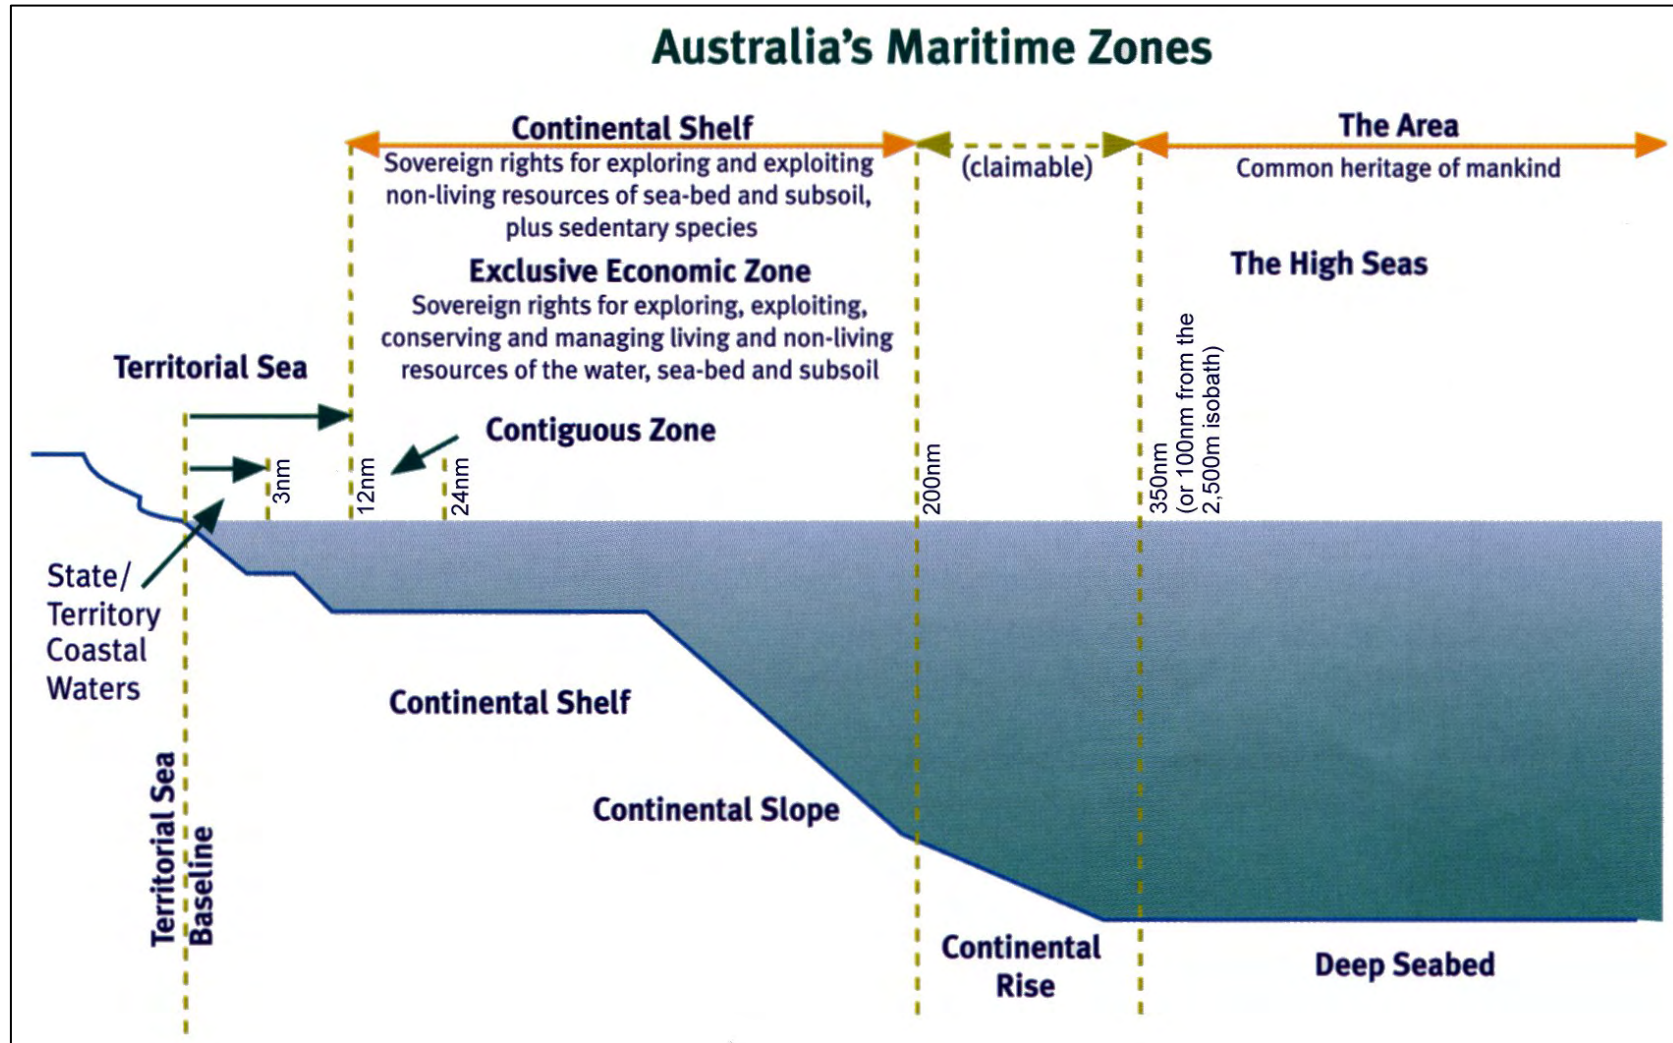 Australia's Maritime Zones
Continental Shelf
Sovereign rights for exploring and exploiting
non-living resources of sea-bed and subsoil,
plus sedentary species
(claimable)
The Area
Common heritage of mankind
Exclusive Economic Zone
Sovereign rights for exploring, exploiting,
conserving and managing living and non-living
resources of the water, sea-bed and subsoil
The High Seas
Territorial Sea
Contiguous Zone
3nm
12nm
24nm
200nm
350nm
(or 100nm from the
2,500m isobath)
State/
Territory
Coastal
Waters
Territorial Sea
Baseline
Continental Shelf
Continental Slope
Continental
Rise
Deep Seabed